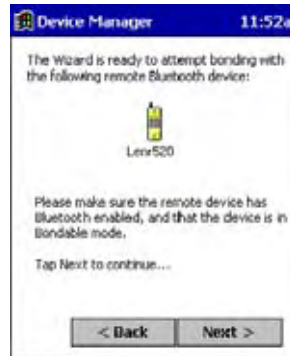 Device Manager 11:52a
The Wizard is ready to attempt bonding with
the following remote Bluetooth device:
Lenr520
Please make sure the remote device has
Bluetooth enabled, and that the device is in
Bondable mode.
Tap Next to continue....
< Back Next >